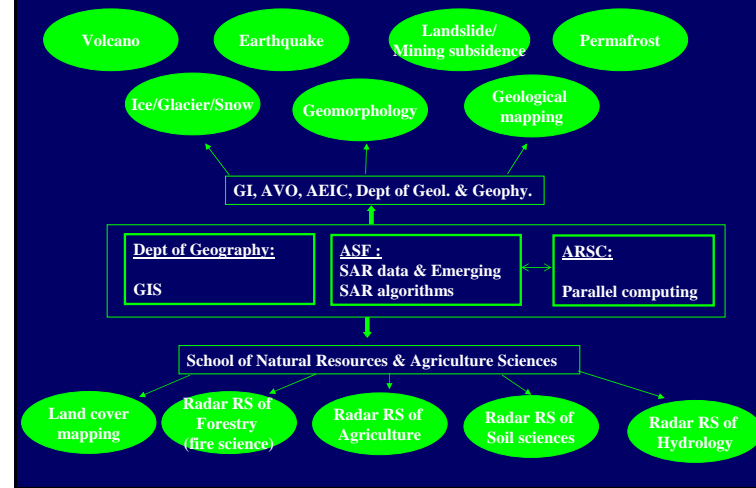 Volcano
Earthquake
Landslide/
Mining subsidence
Permafrost
Ice/Glacier/Snow
Geomorphology
Geological
mapping
GI, AVO, AEIC, Dept of Geol. & Geophy.
Dept of Geography:
GIS
ASF :
SAR data & Emerging
SAR algorithms
ARSC:
Parallel computing
School of Natural Resources & Agriculture Sciences
Land cover
mapping
Radar RS of
Forestry
(fire science)
Radar RS of
Agriculture
Radar RS of
Soil sciences
Radar RS of
Hydrology